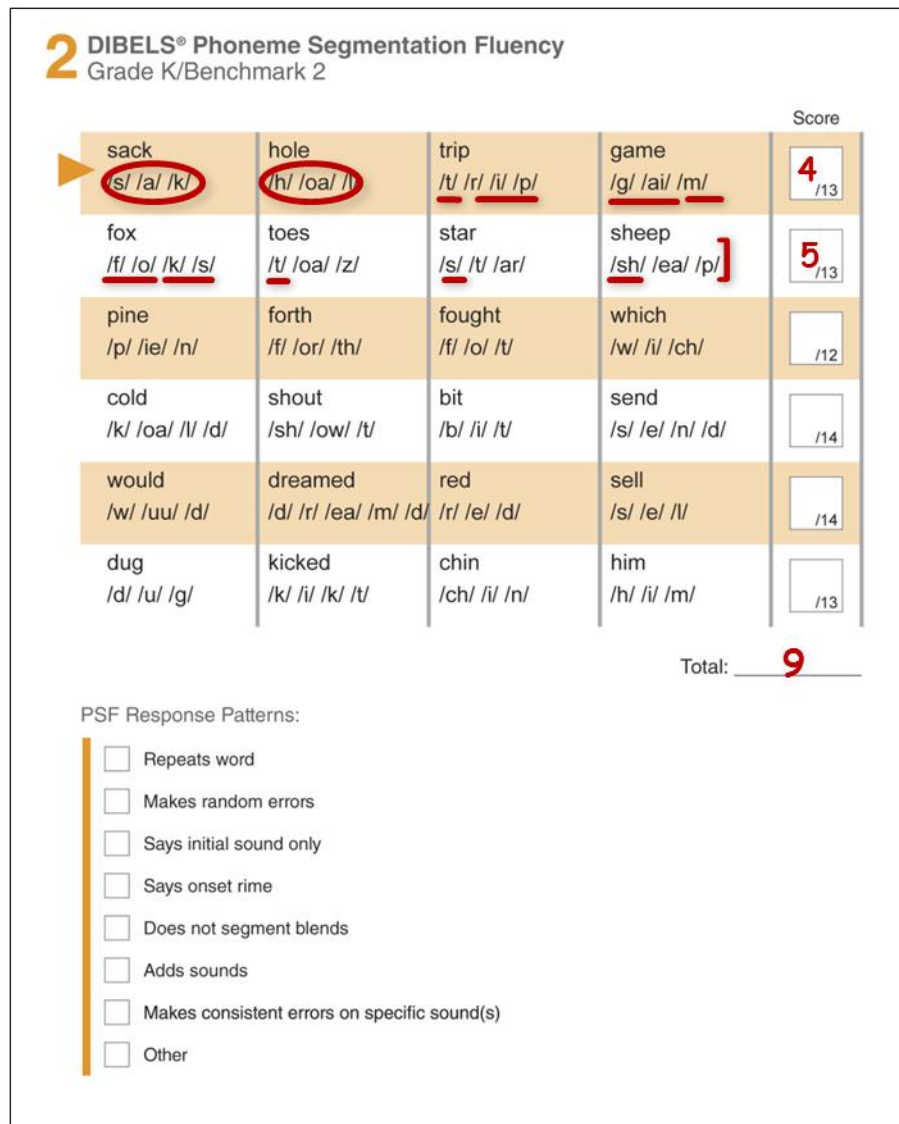 2 DIBELS® Phoneme Segmentation Fluency
Grade K/Benchmark 2
Score
sack hole trip game
/s/ /a/ /k/ /h/ /oa/ /l/ /t/ /r/ /i/ /p/ /g/ /ai/ /m/ 4 /13
fox toes star sheep
/f/ /o/ /k/ /s/ /t/ /oa/ /z/ /s/ /t/ /ar/ /sh/ /ea/ /p/ ] 5 /13
pine forth fought which
/p/ /ie/ /n/ /f/ /or/ /th/ /f/ /o/ /t/ /w/ /i/ /ch/ /12
cold shout bit send
/k/ /oa/ /l/ /d/ /sh/ /ow/ /t/ /b/ /i/ /t/ /s/ /e/ /n/ /d/ /14
would dreamed red sell
/w/ /uu/ /d/ /d/ /r/ /ea/ /m/ /d/ /r/ /e/ /d/ /s/ /e/ /l/ /14
dug kicked chin him
/d/ /u/ /g/ /k/ /i/ /k/ /t/ /ch/ /i/ /n/ /h/ /i/ /m/ /13
Total: 9
PSF Response Patterns:
Repeats word
Makes random errors
Says initial sound only
Says onset rime
Does not segment blends
Adds sounds
Makes consistent errors on specific sound(s)
Other